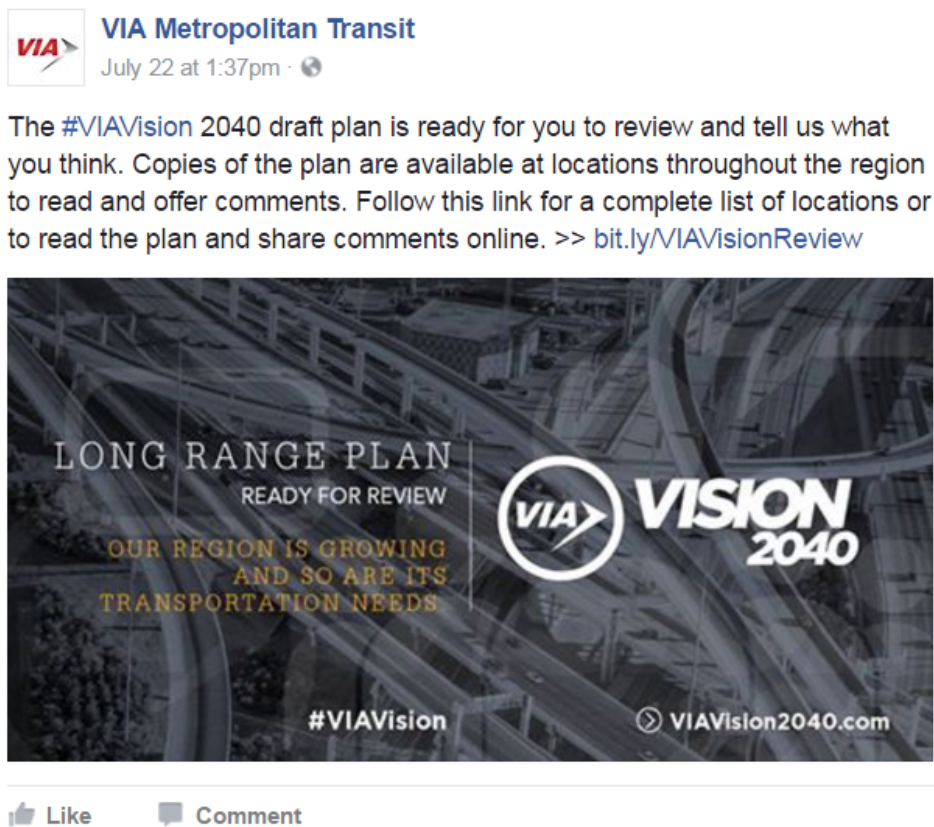 VIA
VIA Metropolitan Transit
July 22 at 1:37pm ·
The #VIAVision 2040 draft plan is ready for you to review and tell us what
you think. Copies of the plan are available at locations throughout the region
to read and offer comments. Follow this link for a complete list of locations or
to read the plan and share comments online. >> bit.ly/VIAVisionReview
LONG RANGE PLAN
READY FOR REVIEW
OUR REGION IS GROWING
AND SO ARE ITS
TRANSPORTATION NEEDS
VIA
VISION
2040
#VIAVision
VIAVision2040.com
Like
Comment